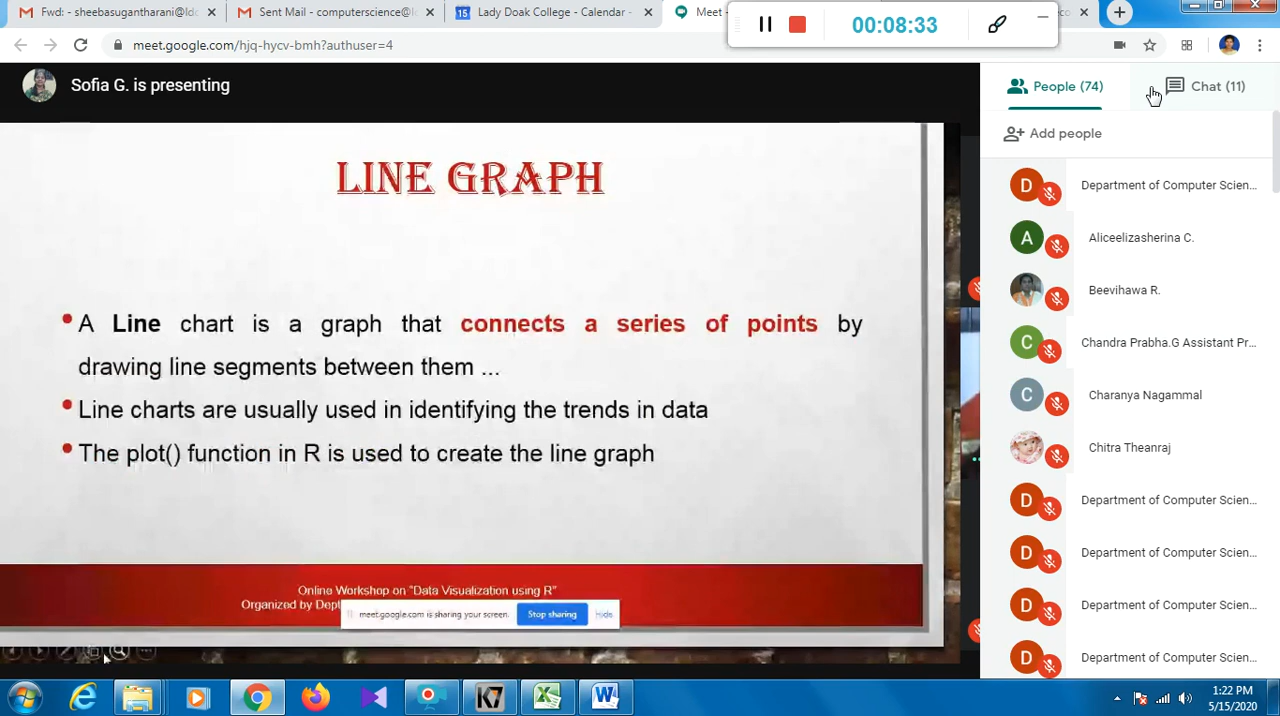 Fwd: - sheebasugantharani@ldc
Sent Mail - computerscience@l
15
Lady Doak College - Calendar -
Meet -
00:08:33
meet.google.com/hjq-hycv-bmh?authuser=4
Sofia G. is presenting
People (74)
Chat (11)
Add people
LINE GRAPH
A Line chart is a graph that connects a series of points by
drawing line segments between them ...
Line charts are usually used in identifying the trends in data
The plot() function in R is used to create the line graph
Online Workshop on "Data Visualization using R"
Organized by Dept
meet.google.com is sharing your screen.
Stop sharing
Hide
D
Department of Computer Scien...
A
Aliceelizasherina C.
Beevihawa R.
C
Chandra Prabha.G Assistant Pr...
C
Charanya Nagammal
Chitra Theanraj
D
Department of Computer Scien...
D
Department of Computer Scien...
D
Department of Computer Scien...
D
Department of Computer Scien...
K7
1:22 PM
5/15/2020